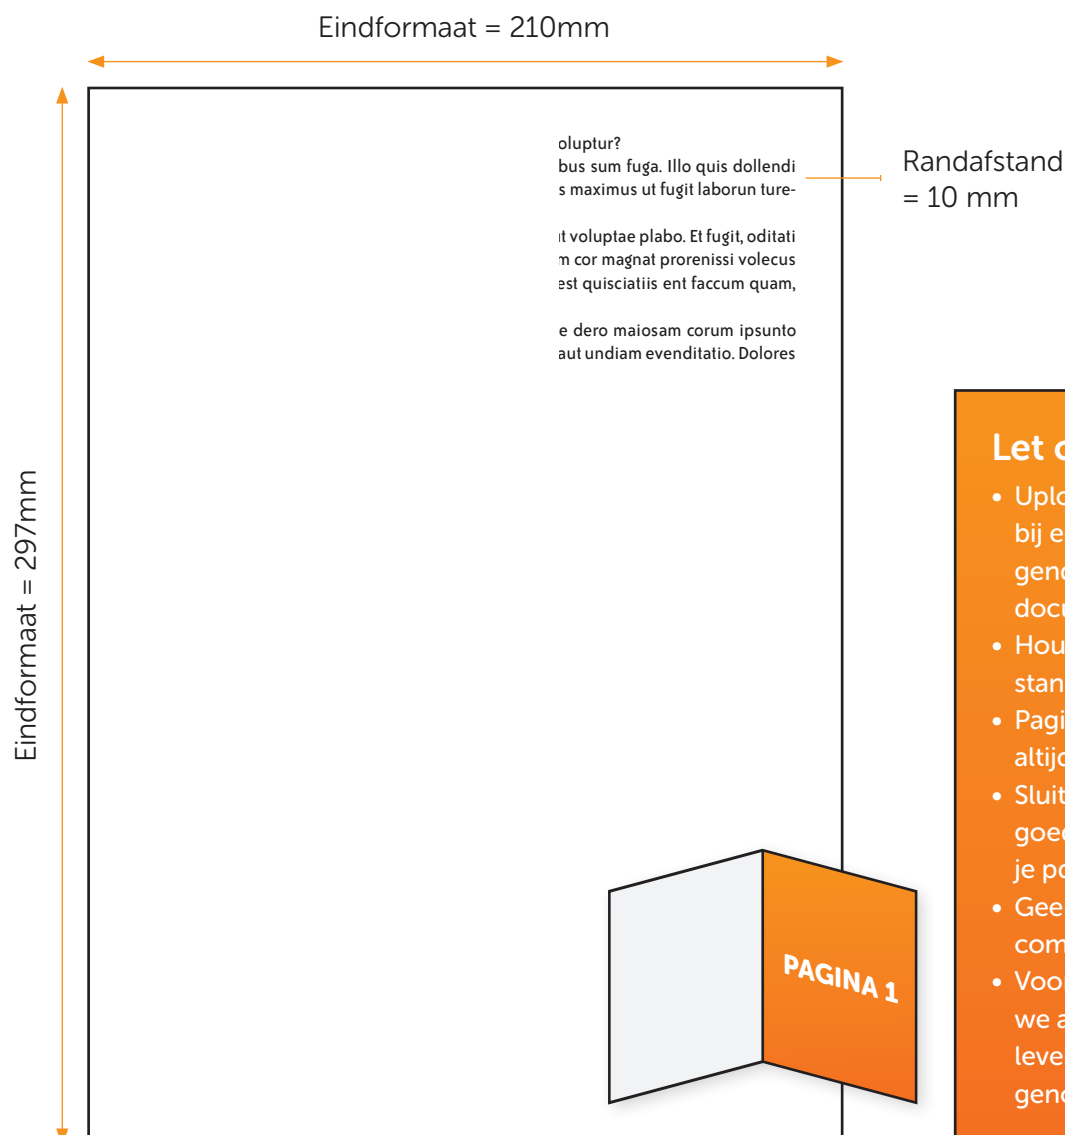 Eindformaat = 210mm
oluptur?
bus sum fuga. Illo quis dollendi
s maximus ut fugit laborun ture-
t voluptae plabo. Et fugit, oditati
m cor magnat prorenissi volecus
est quisciatiis ent faccum quam,
e dero maiosam corum ipsunto
aut undiam evenditatio. Dolores
Randafstand
= 10 mm
Eindformaat = 297mm
Let o
• Uplo
bij e
geno
docu
• Hou
stan
• Pagi
altijd
• Sluit
goed
je po
• Gee
com
• Voor
we a
leve
geno
PAGINA 1